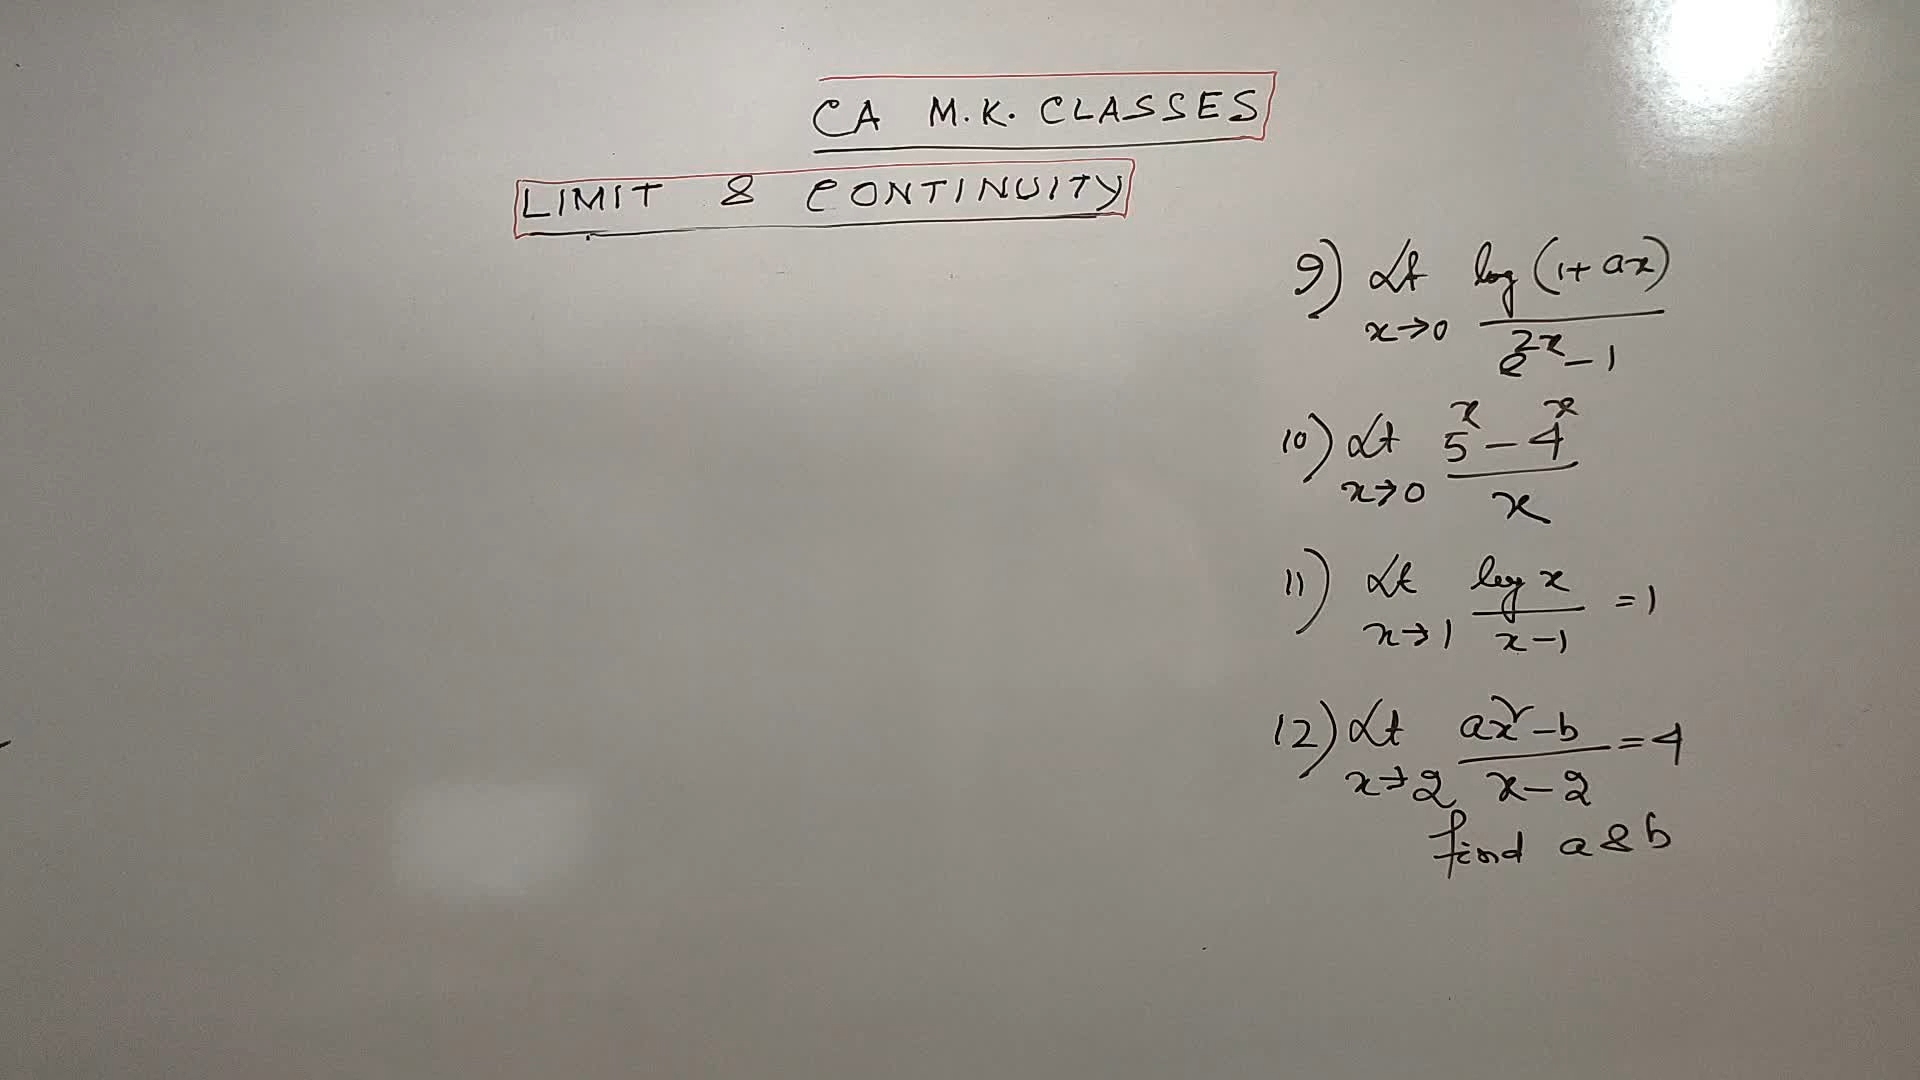 CA M.K. CLASSES
LIMIT & CONTINUITY
9) Lt x→0 log(1+ax) / e^2x - 1
10) Lt x→0 5^x - 4^x / x
11) Lt x→1 log x / x-1 = 1
12) Lt x→2 ax² - b / x-2 = 4
find a & b